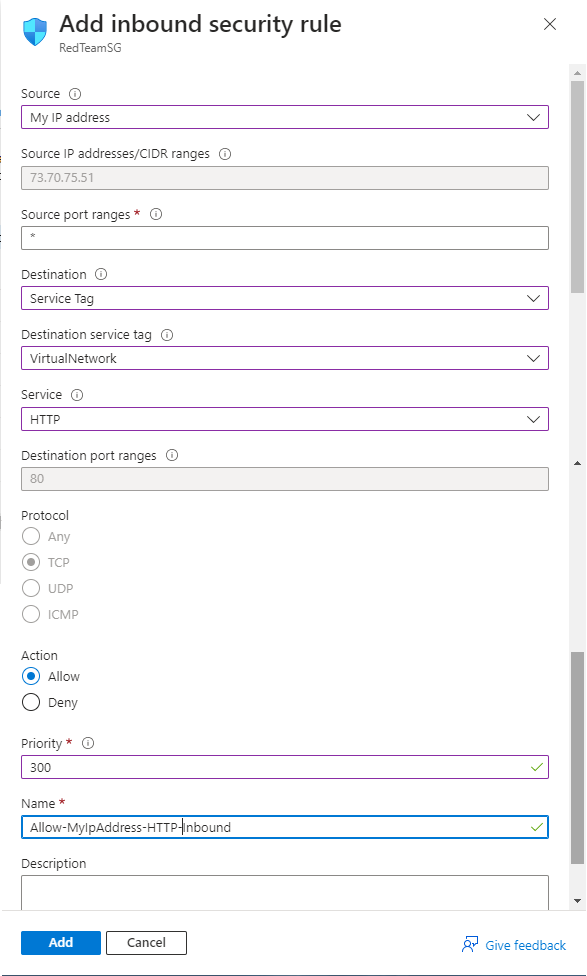 Add inbound security rule
RedTeamSG
Source
My IP address
Source IP addresses/CIDR ranges
73.70.75.51
Source port ranges *
*
Destination
Service Tag
Destination service tag
VirtualNetwork
Service
HTTP
Destination port ranges
80
Protocol
Any
TCP
UDP
ICMP
Action
Allow
Deny
Priority *
300
Name *
Allow-MyIpAddress-HTTP-Inbound
Description
Add Cancel Give feedback